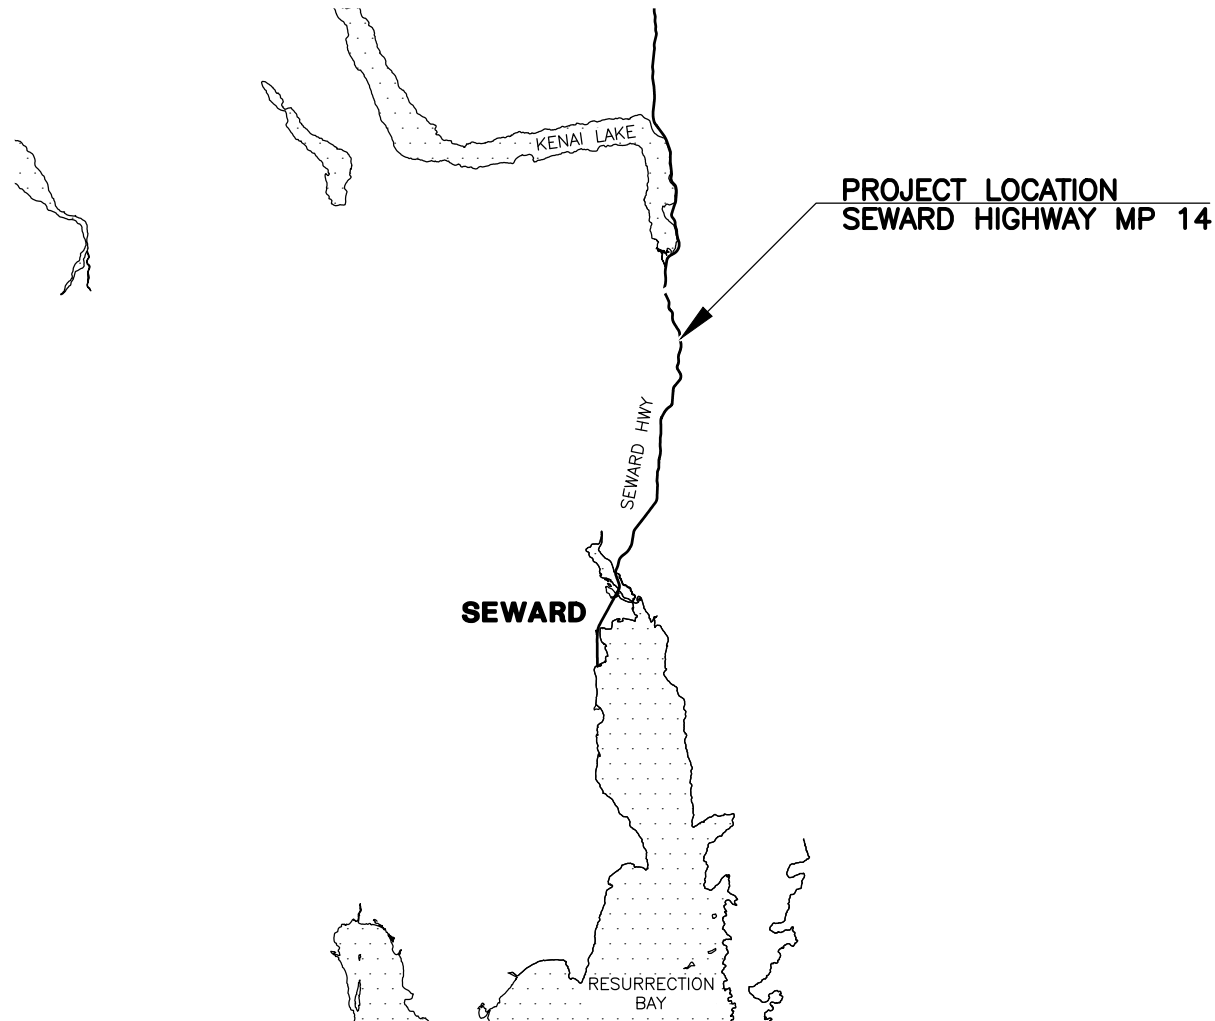 KENAI LAKE
PROJECT LOCATION
SEWARD HIGHWAY MP 14
SEWARD HWY
SEWARD
RESURRECTION
BAY